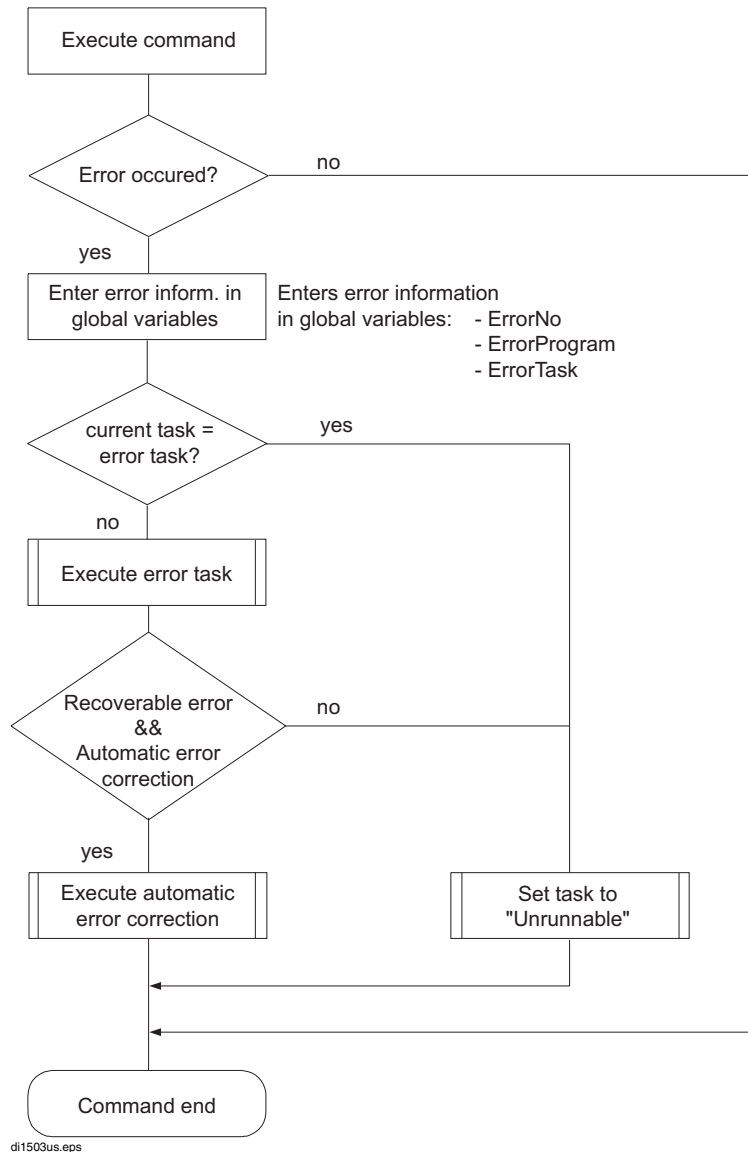 Execute command
Error occured?
no
yes
Enter error inform. in
global variables
Enters error information
in global variables: - ErrorNo
- ErrorProgram
- ErrorTask
current task =
error task?
yes
no
Execute error task
Recoverable error
&&
Automatic error
correction
no
yes
Execute automatic
error correction
Set task to
"Unrunnable"
Command end
di1503us.eps